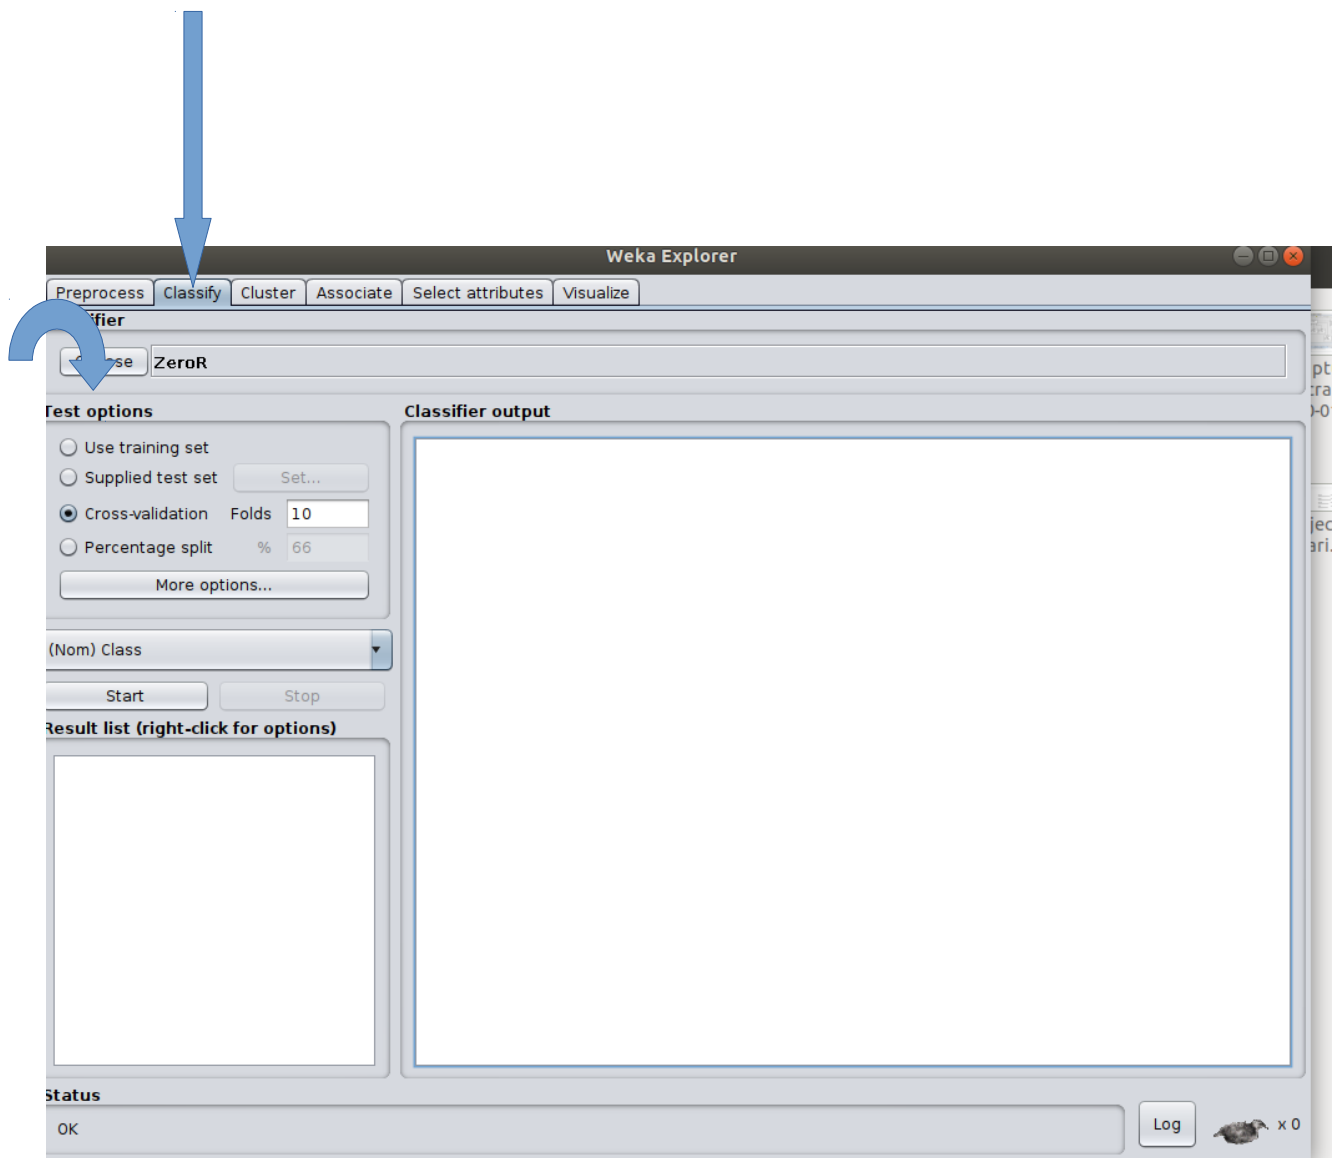 Weka Explorer
Preprocess Classify Cluster Associate Select attributes Visualize
ZeroR
Test options
Classifier output
Use training set
Supplied test set Set...
Cross-validation Folds 10
Percentage split % 66
More options...
(Nom) Class
Start Stop
Result list (right-click for options)
Status
OK
Log
x 0